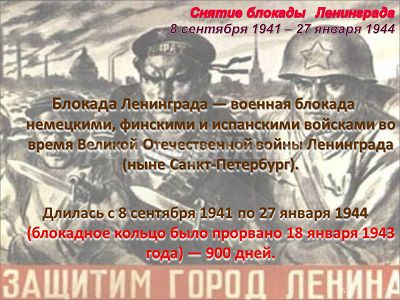 Снятие блокады Ленинграда
8 сентября 1941 – 27 января 1944
Блокада Ленинграда — военная блокада
немецкими, финскими и испанскими войсками во
время Великой Отечественной войны Ленинграда
(ныне Санкт-Петербург).
Длилась с 8 сентября 1941 по 27 января 1944
(блокадное кольцо было прорвано 18 января 1943
года) — 900 дней.
ЗАЩИТИМ ГОРОД ЛЕНИНА